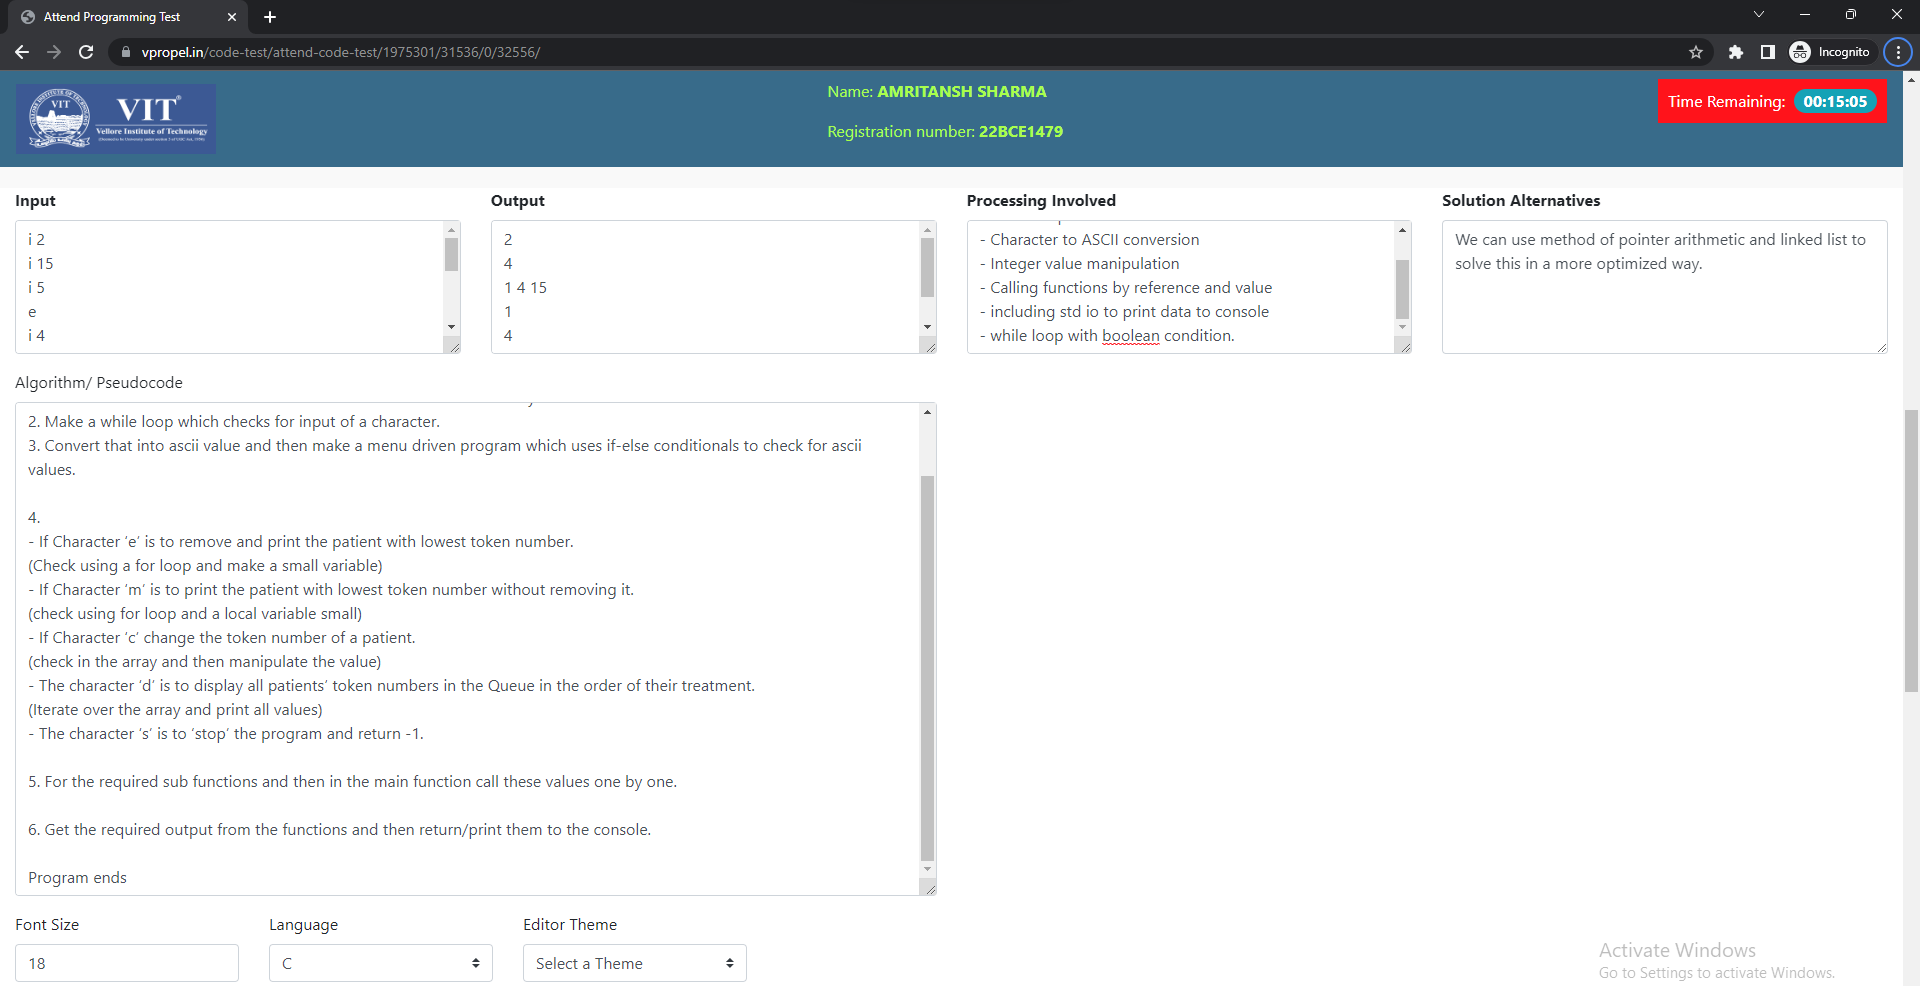 Attend Programming Test
vpropel.in/code-test/attend-code-test/1975301/31536/0/32556/
Incognito
VIT
VIT
Vellore Institute of Technology
Name: AMRITANSH SHARMA
Registration number: 22BCE1479
Time Remaining: 00:15:05
Input
i 2
i 15
i 5
e
i 4
Output
2
4
1 4 15
1
4
Processing Involved
- Character to ASCII conversion
- Integer value manipulation
- Calling functions by reference and value
- including std io to print data to console
- while loop with boolean condition.
Solution Alternatives
We can use method of pointer arithmetic and linked list to
solve this in a more optimized way.
Algorithm/ Pseudocode
2. Make a while loop which checks for input of a character.
3. Convert that into ascii value and then make a menu driven program which uses if-else conditionals to check for ascii
values.
4.
- If Character ‘e’ is to remove and print the patient with lowest token number.
(Check using a for loop and make a small variable)
- If Character ‘m’ is to print the patient with lowest token number without removing it.
(check using for loop and a local variable small)
- If Character ‘c’ change the token number of a patient.
(check in the array and then manipulate the value)
- The character ‘d’ is to display all patients’ token numbers in the Queue in the order of their treatment.
(Iterate over the array and print all values)
- The character ‘s’ is to ‘stop’ the program and return -1.
5. For the required sub functions and then in the main function call these values one by one.
6. Get the required output from the functions and then return/print them to the console.
Program ends
Font Size
18
Language
C
Editor Theme
Select a Theme
Activate Windows
Go to Settings to activate Windows.